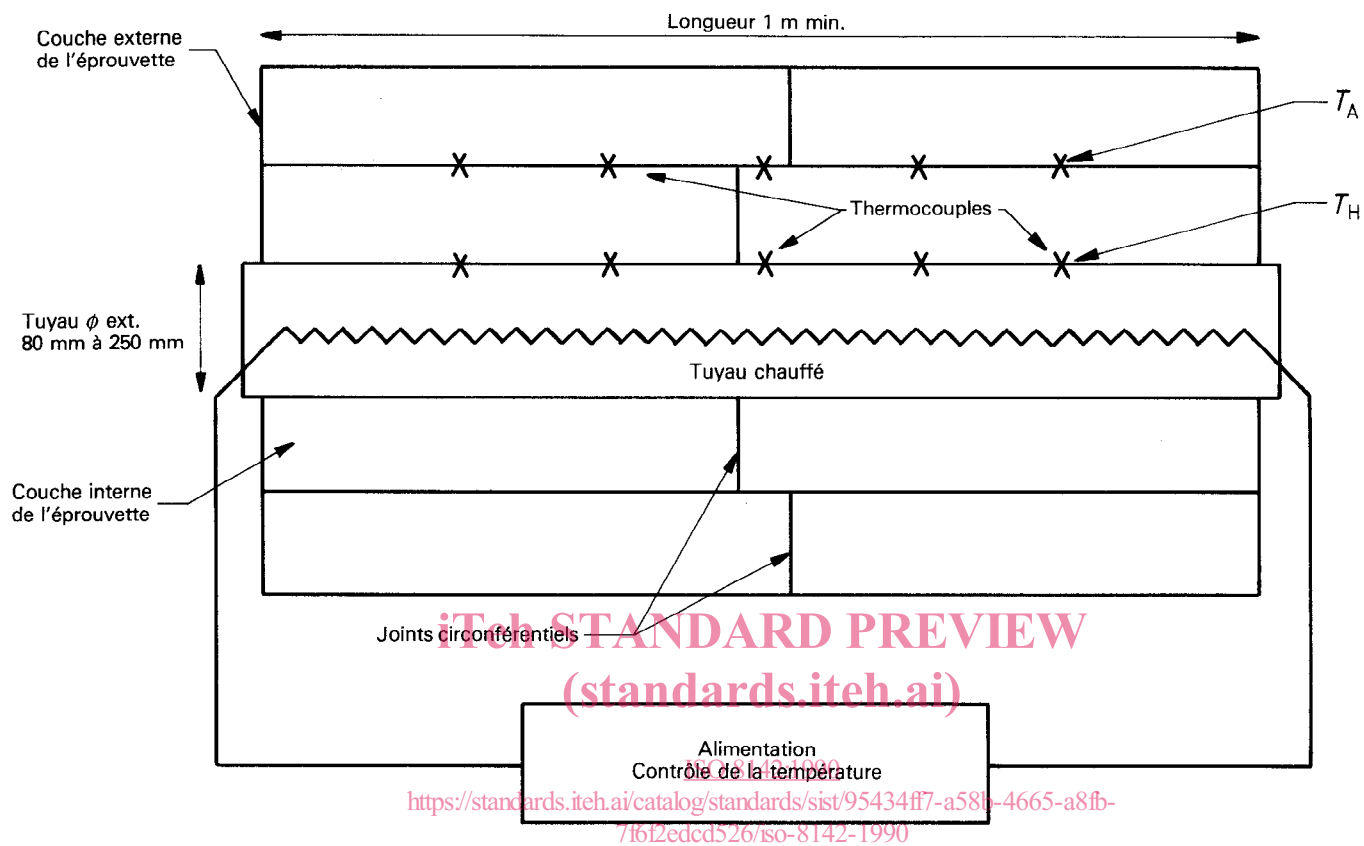 Longueur 1 m min.
Couche externe
de l'éprouvette
T_A
Thermocouples
T_H
Tuyau ϕ ext.
80 mm à 250 mm
Tuyau chauffé
Couche interne
de l'éprouvette
Joints circonférentiels
iTeh STANDARD PREVIEW
(standards.iteh.ai)
Alimentation
Contrôle de la température
ISO 8142:1990
https://standards.iteh.ai/catalog/standards/sist/95434ff7-a58b-4665-a8fb-
7f6f2edcd526/iso-8142-1990